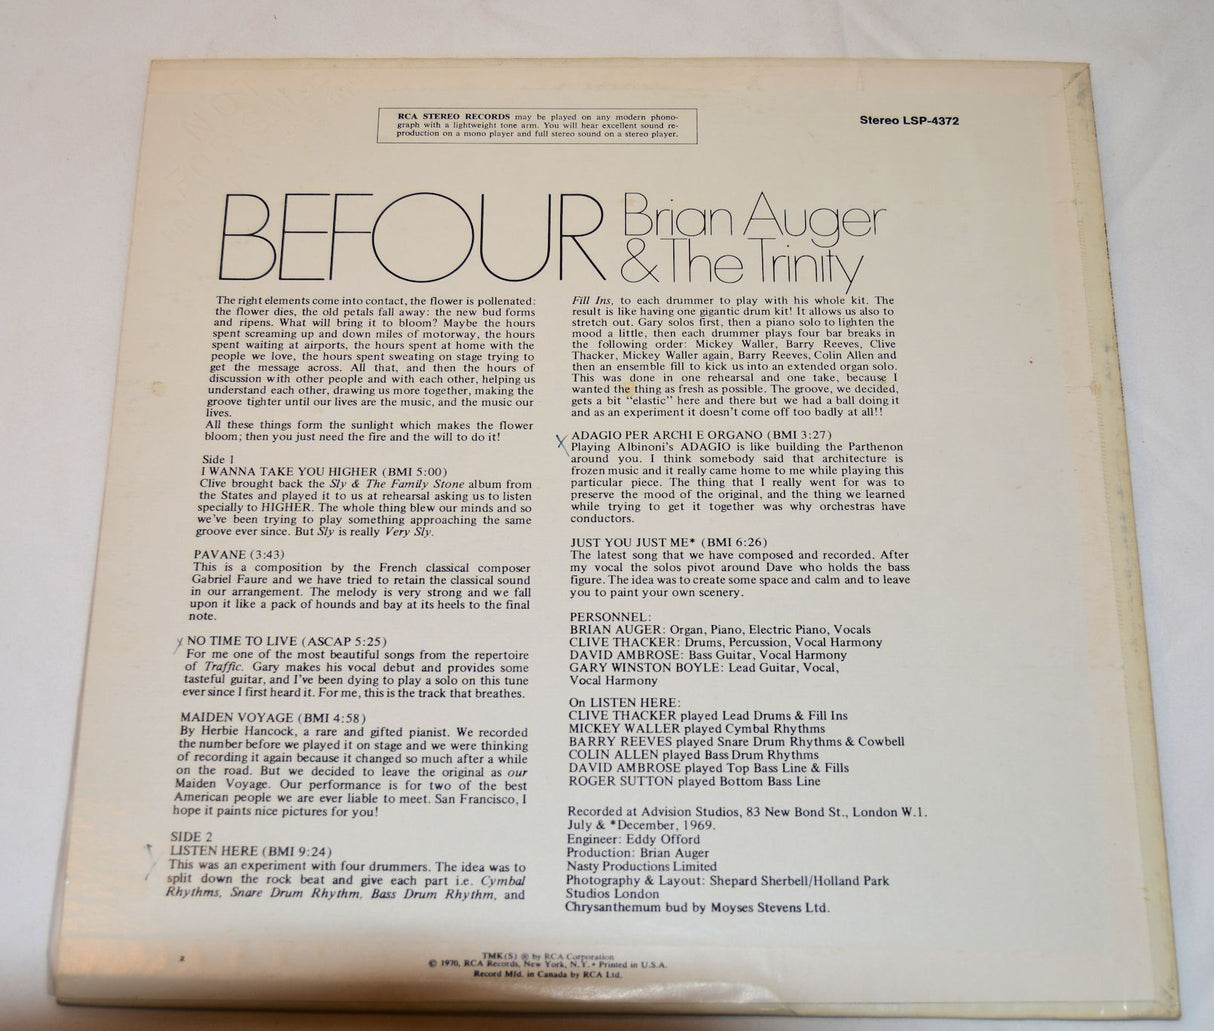 RCA STEREO RECORDS may be played on any modern phono-
graph with a lightweight tone arm. You will hear excellent sound re-
production on a mono player and full stereo sound on a stereo player.
Stereo LSP-4372
BEFOUR Brian Auger
& The Trinity
The right elements come into contact, the flower is pollenated:
the flower dies, the old petals fall away: the new bud forms
and ripens. What will bring it to bloom? Maybe the hours
spent screaming up and down miles of motorway, the hours
spent waiting at airports, the hours spent at home with the
people we love, the hours spent sweating on stage trying to
get the message across. All that, and then the hours of
discussion with other people and with each other, helping us
understand each other, drawing us more together, making the
groove tighter until our lives are the music, and the music our
lives.
All these things form the sunlight which makes the flower
bloom; then you just need the fire and the will to do it!
Side 1
I WANNA TAKE YOU HIGHER (BMI 5:00)
Clive brought back the Sly & The Family Stone album from
the States and played it to us at rehearsal asking us to listen
specially to HIGHER. The whole thing blew our minds and so
we've been trying to play something approaching the same
groove ever since. But Sly is really Very Sly.
PAVANE (3:43)
This is a composition by the French classical composer
Gabriel Faure and we have tried to retain the classical sound
in our arrangement. The melody is very strong and we fall
upon it like a pack of hounds and bay at its heels to the final
note.
NO TIME TO LIVE (ASCAP 5:25)
For me one of the most beautiful songs from the repertoire
of Traffic. Gary makes his vocal debut and provides some
tasteful guitar, and I've been dying to play a solo on this tune
ever since I first heard it. For me, this is the track that breathes.
MAIDEN VOYAGE (BMI 4:58)
By Herbie Hancock, a rare and gifted pianist. We recorded
the number before we played it on stage and we were thinking
of recording it again because it changed so much after a while
on the road. But we decided to leave the original as our
Maiden Voyage. Our performance is for two of the best
American people we are ever liable to meet. San Francisco, I
hope it paints nice pictures for you!
SIDE 2
LISTEN HERE (BMI 9:24)
This was an experiment with four drummers. The idea was to
split down the rock beat and give each part i.e. Cymbal
Rhythms, Snare Drum Rhythm, Bass Drum Rhythm, and
Fill Ins, to each drummer to play with his whole kit. The
result is like having one gigantic drum kit! It allows us also to
stretch out. Gary solos first, then a piano solo to lighten the
mood a little, then each drummer plays four bar breaks in
the following order: Mickey Waller, Barry Reeves, Clive
Thacker, Mickey Waller again, Barry Reeves, Colin Allen and
then an ensemble fill to kick us into an extended organ solo.
This was done in one rehearsal and one take, because I
wanted the thing as fresh as possible. The groove, we decided,
gets a bit "elastic" here and there but we had a ball doing it
and as an experiment it doesn't come off too badly at all!!
ADAGIO PER ARCHI E ORGANO (BMI 3:27)
Playing Albinoni's ADAGIO is like building the Parthenon
around you. I think somebody said that architecture is
frozen music and it really came home to me while playing this
particular piece. The thing that I really went for was to
preserve the mood of the original, and the thing we learned
while trying to get it together was why orchestras have
conductors.
JUST YOU JUST ME* (BMI 6:26)
The latest song that we have composed and recorded. After
my vocal the solos pivot around Dave who holds the bass
figure. The idea was to create some space and calm and to leave
you to paint your own scenery.
PERSONNEL:
BRIAN AUGER: Organ, Piano, Electric Piano, Vocals
CLIVE THACKER: Drums, Percussion, Vocal Harmony
DAVID AMBROSE: Bass Guitar, Vocal Harmony
GARY WINSTON BOYLE: Lead Guitar, Vocal,
Vocal Harmony
On LISTEN HERE:
CLIVE THACKER played Lead Drums & Fill Ins
MICKEY WALLER played Cymbal Rhythms
BARRY REEVES played Snare Drum Rhythms & Cowbell
COLIN ALLEN played Bass Drum Rhythms
DAVID AMBROSE played Top Bass Line & Fills
ROGER SUTTON played Bottom Bass Line
Recorded at Advision Studios, 83 New Bond St., London W.1.
July & *December, 1969.
Engineer: Eddy Offord
Production: Brian Auger
Nasty Productions Limited
Photography & Layout: Shepard Sherbell/Holland Park
Studios London
Chrysanthemum bud by Moyses Stevens Ltd.
2
TMK(S) ® by RCA Corporation
© 1970, RCA Records, New York, N.Y. • Printed in U.S.A.
Record Mfd. in Canada by RCA Ltd.